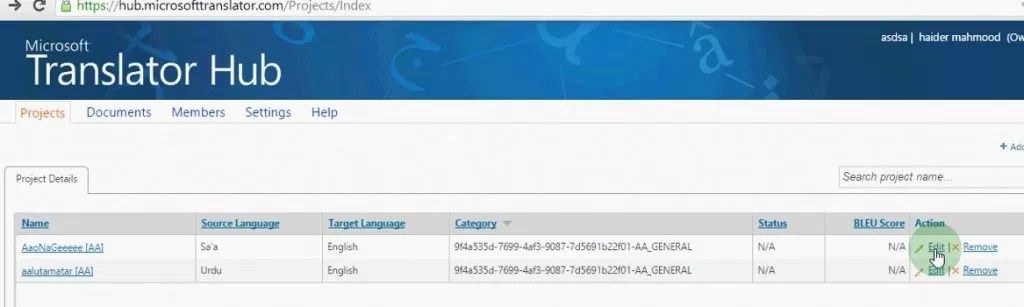 https://hub.microsofttranslator.com/Projects/Index
asdsa | haider mahmood (Ow
Microsoft
Translator Hub
Projects Documents Members Settings Help
+ Add
Project Details
Search project name...
Name Source Language Target Language Category Status BLEU Score Action
AaoNaGeeeee [AA] Sa'a English 9f4a535d-7699-4af3-9087-7d5691b22f01-AA_GENERAL N/A N/A Edit | Remove
aalutamatar [AA] Urdu English 9f4a535d-7699-4af3-9087-7d5691b22f01-AA_GENERAL N/A N/A Edit | Remove